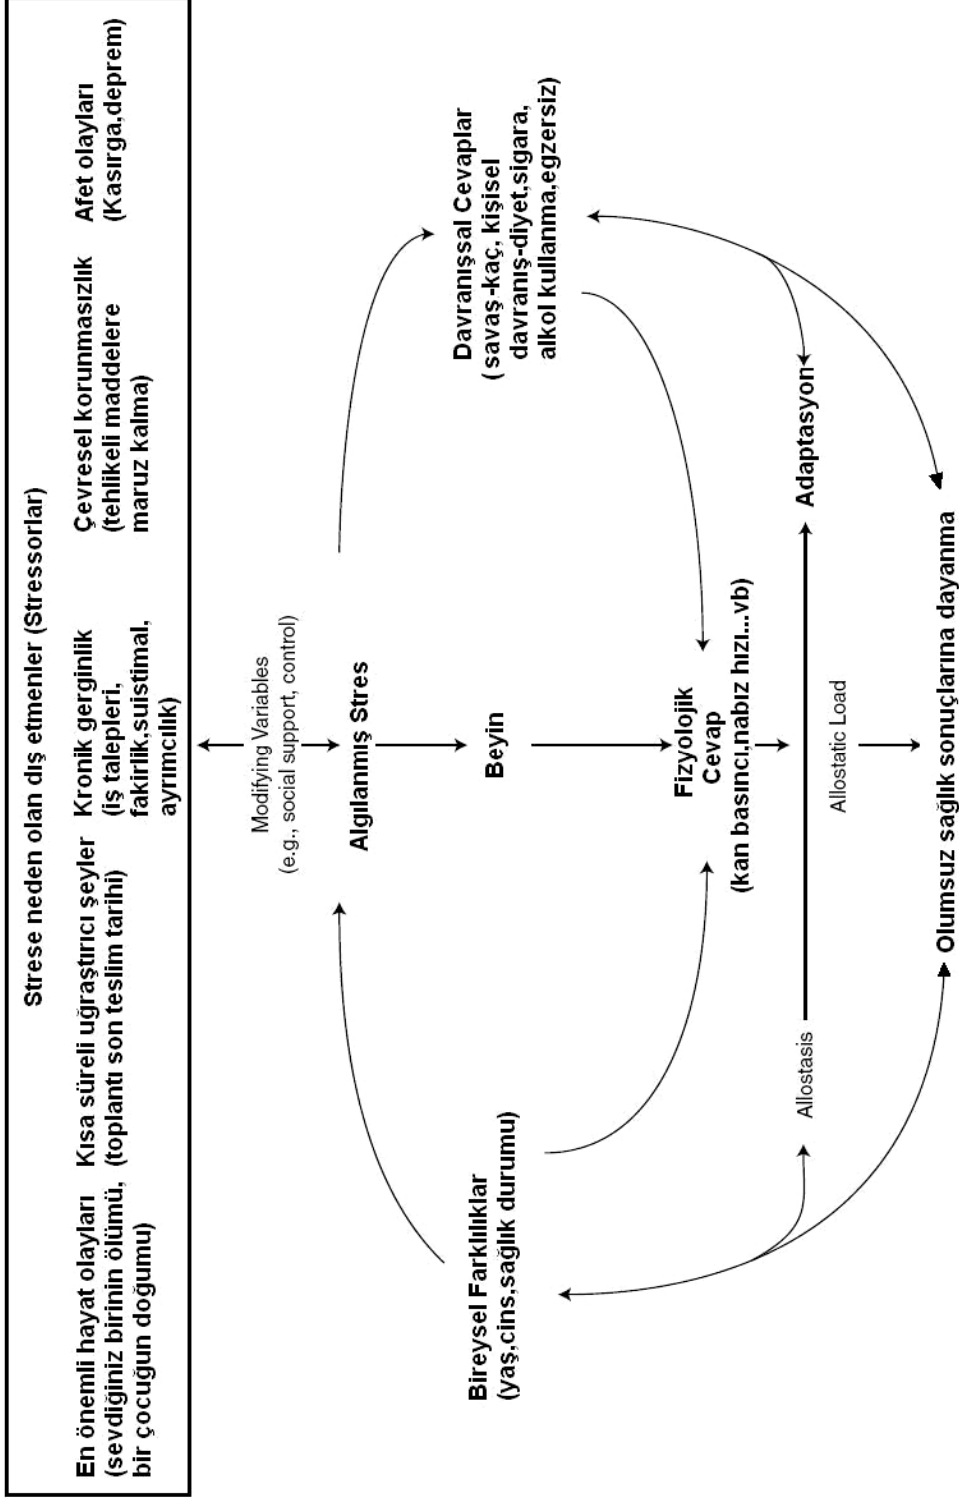 Strese neden olan dış etmenler (Stressorlar)
En önemli hayat olayları
(sevdiğiniz birinin ölümü,
bir çocuğun doğumu)
Kısa süreli uğraştırıcı şeyler
(toplantı son teslim tarihi)
Kronik gerginlik
(iş talepleri,
fakirlik,suistimal,
ayrımcılık)
Çevresel korunmasızlık
(tehlikeli maddelere
maruz kalma)
Afet olayları
(Kasırga,deprem)
Modifying Variables
(e.g., social support, control)
Algılanmış Stres
Bireysel Farklılıklar
(yaş,cins,sağlık durumu)
Beyin
Davranışsal Cevaplar
( savaş-kaç, kişisel
davranış-diyet,sigara,
alkol kullanma,egzersiz)
Fizyolojik
Cevap
(kan basıncı,nabız hızı...vb)
Allostasis
Adaptasyon
Allostatic Load
Olumsuz sağlık sonuçlarına dayanma